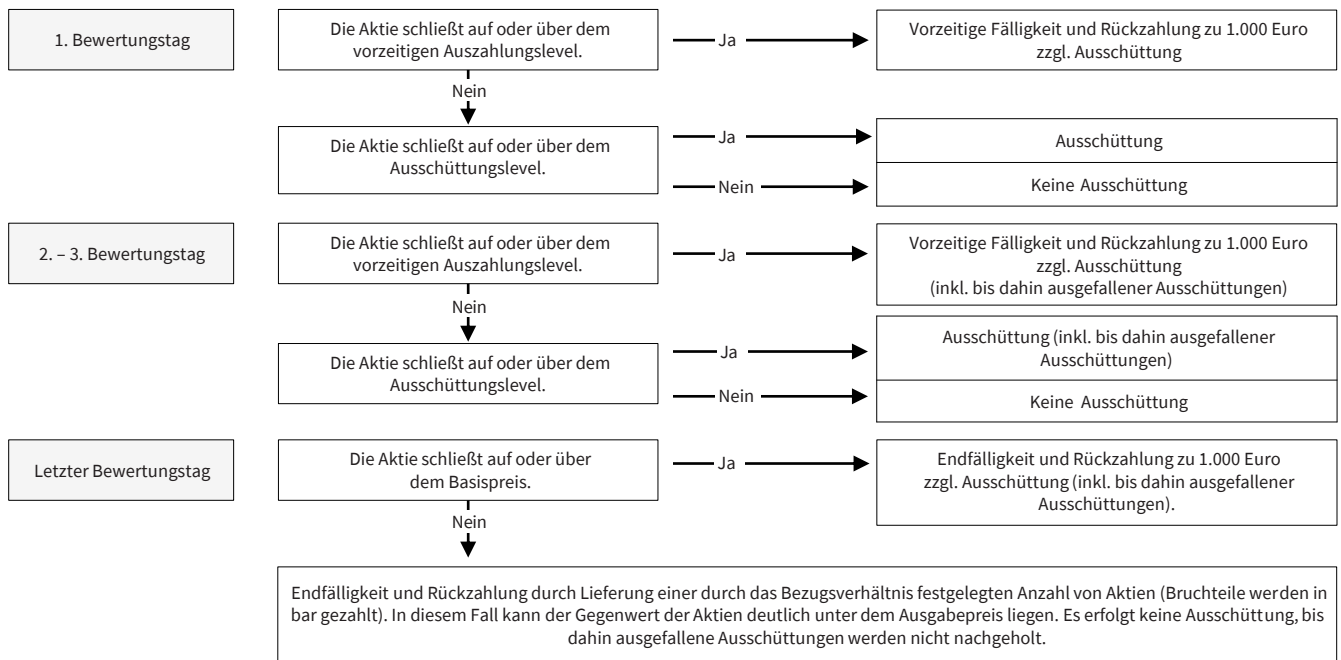 1. Bewertungstag
Die Aktie schließt auf oder über dem
vorzeitigen Auszahlungslevel.
Ja
Vorzeitige Fälligkeit und Rückzahlung zu 1.000 Euro
zzgl. Ausschüttung
Nein
Die Aktie schließt auf oder über dem
Ausschüttungslevel.
Ja
Ausschüttung
Nein
Keine Ausschüttung
2. – 3. Bewertungstag
Die Aktie schließt auf oder über dem
vorzeitigen Auszahlungslevel.
Ja
Vorzeitige Fälligkeit und Rückzahlung zu 1.000 Euro
zzgl. Ausschüttung
(inkl. bis dahin ausgefallener Ausschüttungen)
Nein
Die Aktie schließt auf oder über dem
Ausschüttungslevel.
Ja
Ausschüttung (inkl. bis dahin ausgefallener
Ausschüttungen)
Nein
Keine Ausschüttung
Letzter Bewertungstag
Die Aktie schließt auf oder über
dem Basispreis.
Ja
Endfälligkeit und Rückzahlung zu 1.000 Euro
zzgl. Ausschüttung (inkl. bis dahin ausgefallener
Ausschüttungen).
Nein
Endfälligkeit und Rückzahlung durch Lieferung einer durch das Bezugsverhältnis festgelegten Anzahl von Aktien (Bruchteile werden in
bar gezahlt). In diesem Fall kann der Gegenwert der Aktien deutlich unter dem Ausgabepreis liegen. Es erfolgt keine Ausschüttung, bis
dahin ausgefallene Ausschüttungen werden nicht nachgeholt.